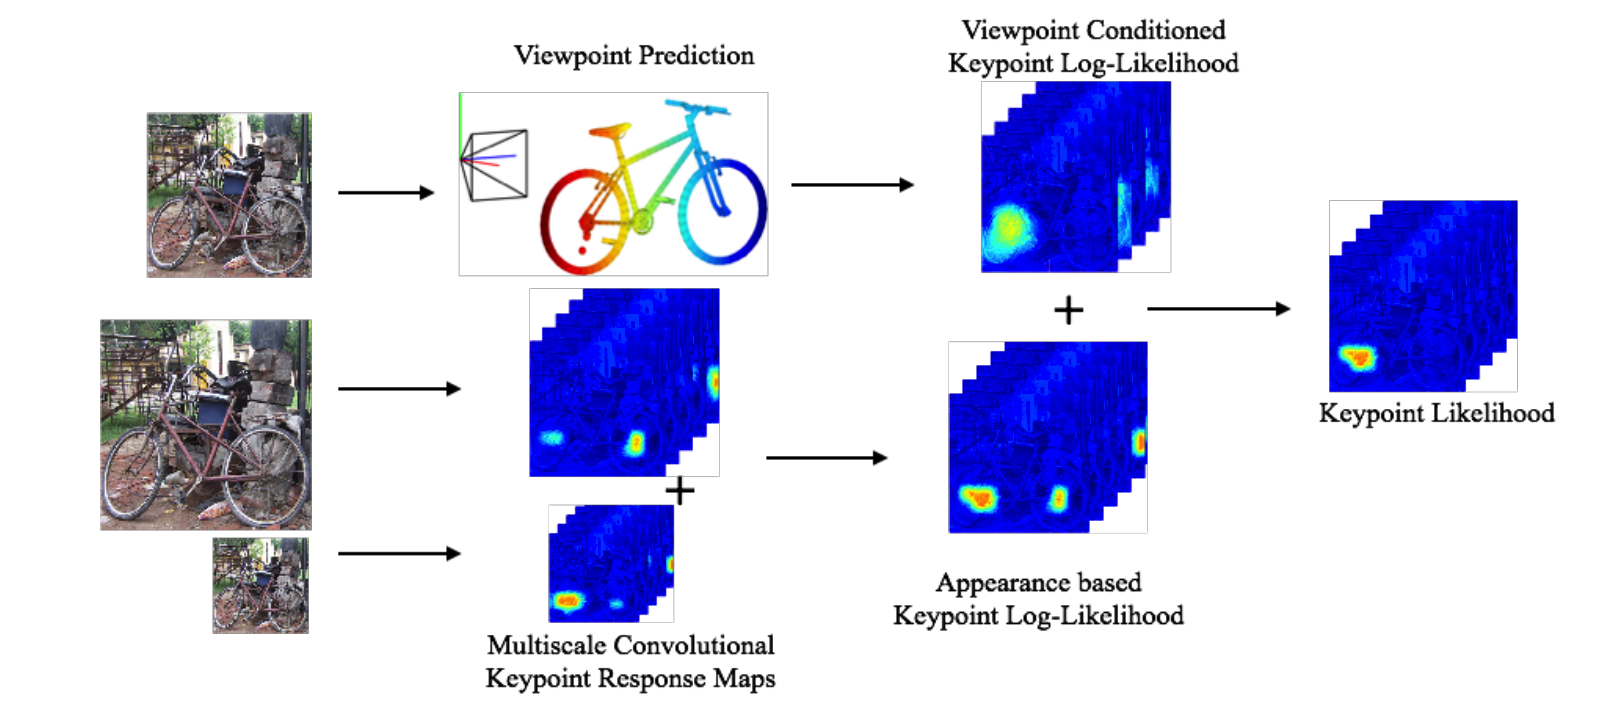 Viewpoint Prediction
Viewpoint Conditioned
Keypoint Log-Likelihood
+
Keypoint Likelihood
+
Appearance based
Keypoint Log-Likelihood
Multiscale Convolutional
Keypoint Response Maps